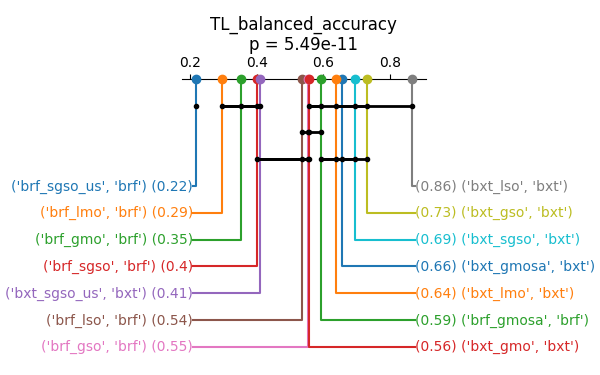 TL_balanced_accuracy
p = 5.49e-11
0.2 0.4 0.6 0.8
('brf_sgso_us', 'brf') (0.22)
(0.86) ('bxt_lso', 'bxt')
('brf_lmo', 'brf') (0.29)
(0.73) ('bxt_gso', 'bxt')
('brf_gmo', 'brf') (0.35)
(0.69) ('bxt_sgso', 'bxt')
('brf_sgso', 'brf') (0.4)
(0.66) ('bxt_gmosa', 'bxt')
('bxt_sgso_us', 'bxt') (0.41)
(0.64) ('bxt_lmo', 'bxt')
('brf_lso', 'brf') (0.54)
(0.59) ('brf_gmosa', 'brf')
('brf_gso', 'brf') (0.55)
(0.56) ('bxt_gmo', 'bxt')